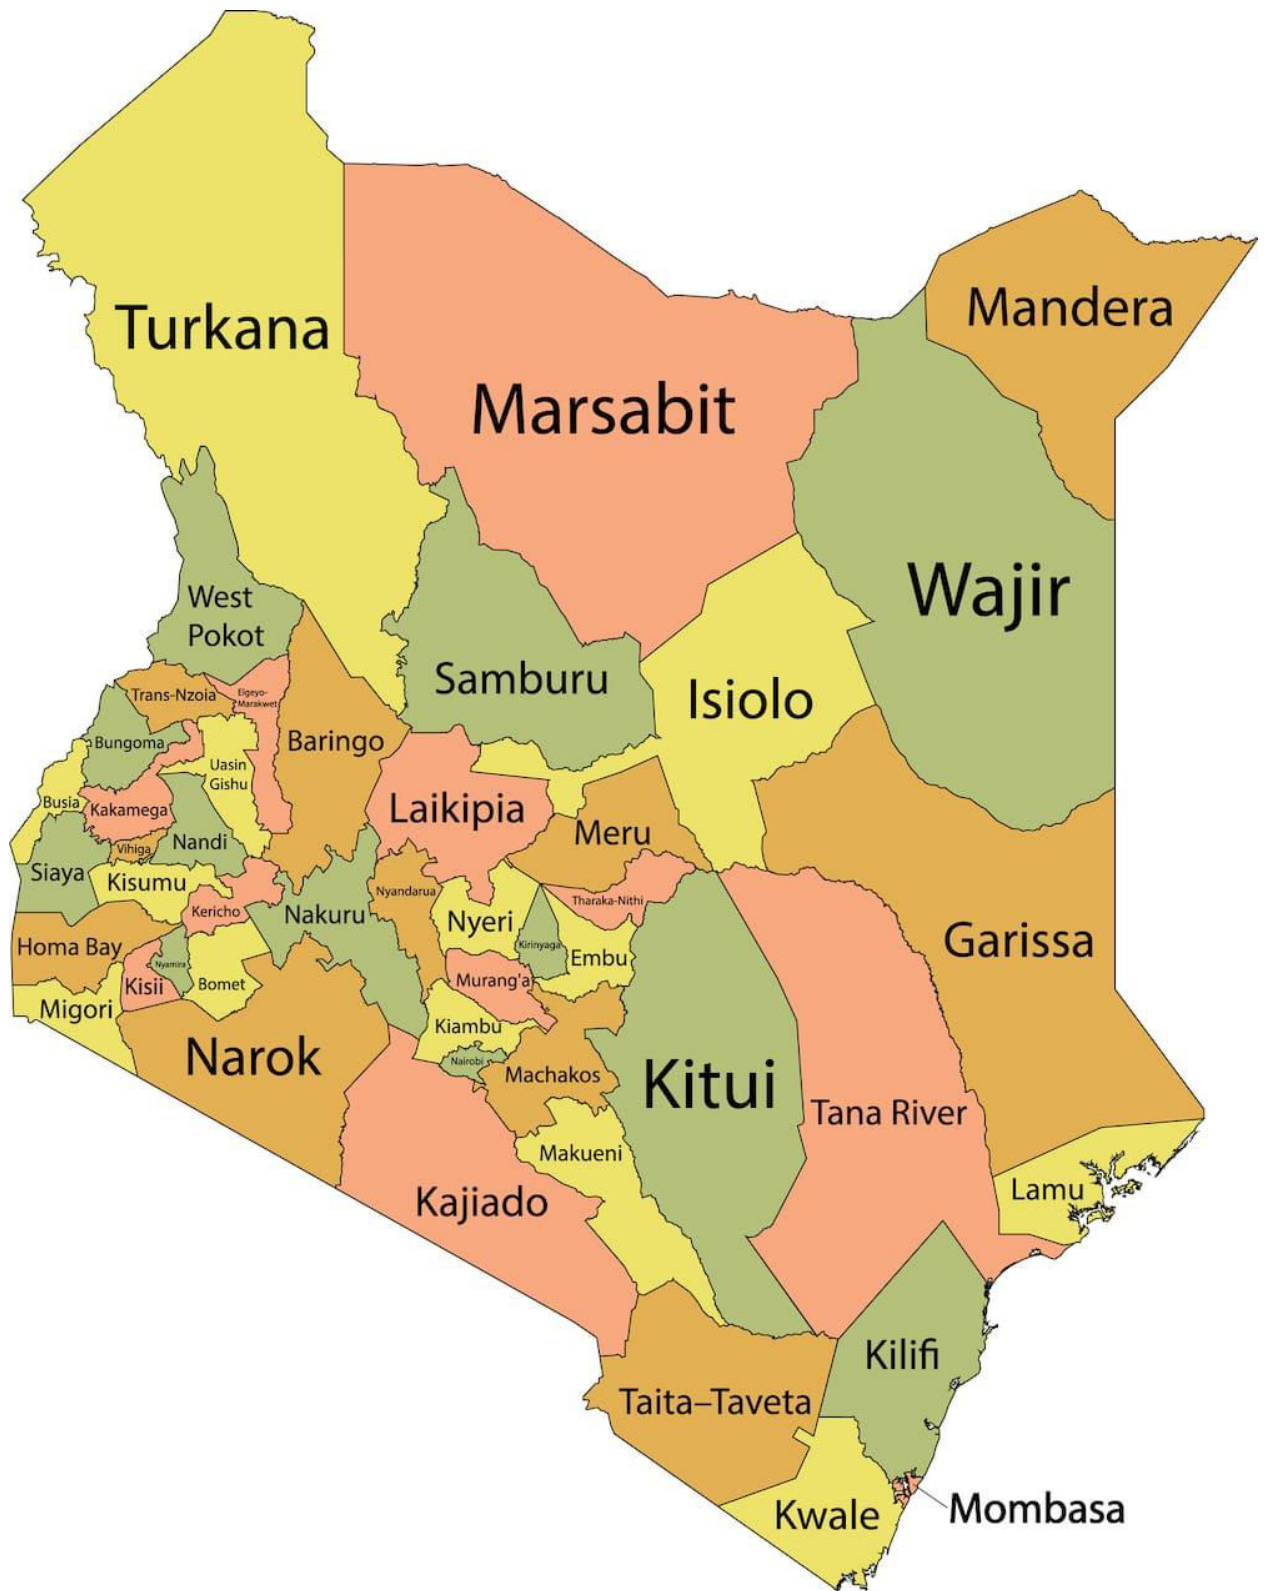 Mandera
Turkana
Marsabit
Wajir
West
Pokot
Samburu
Isiolo
Trans-Nzoia
Elgeyo-
Marakwet
Bungoma
Baringo
Uasin
Gishu
Busia
Kakamega
Laikipia
Meru
Nandi
Vihiga
Siaya
Kisumu
Nyandarua
Tharaka-Nithi
Kericho
Nakuru
Nyeri
Kirinyaga
Garissa
Homa Bay
Embu
Nyamira
Kisii
Bomet
Murang'a
Migori
Kiambu
Narok
Nairobi
Machakos
Kitui
Tana River
Makueni
Lamu
Kajiado
Kilifi
Taita–Taveta
Kwale
Mombasa